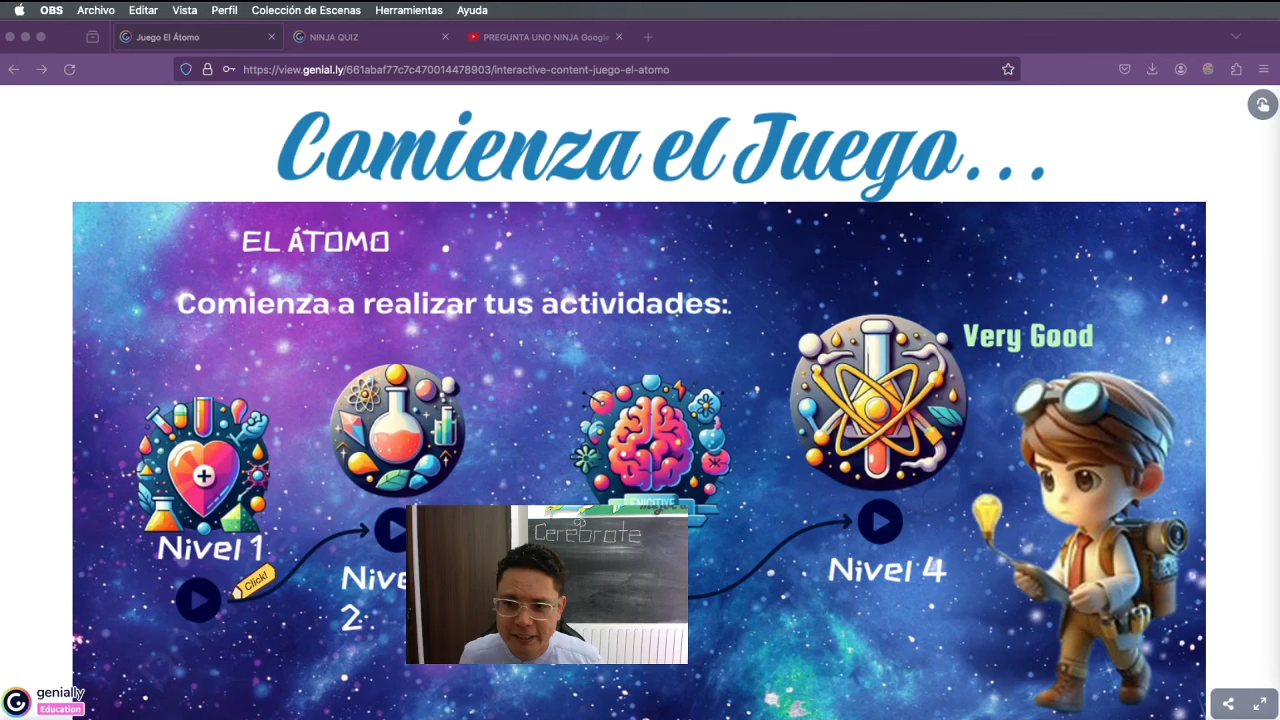 OBS Archivo Editar Vista Perfil Colección de Escenas Herramientas Ayuda
Juego El Átomo
NINJA QUIZ
PREGUNTA UNO NINJA Google
https://view.genial.ly/661abaf77c7c470014478903/interactive-content-juego-el-atomo
Comienza el Juego...
EL ÁTOMO
Comienza a realizar tus actividades:.
Very Good
Cerebrate
Nivel 1
Click!
Nive
2
Nivel 4
genially
Education